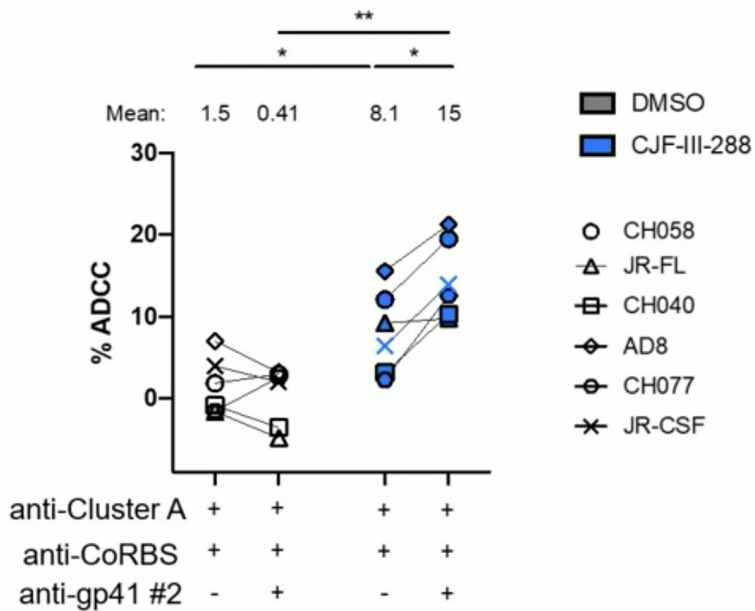 **
* *
Mean: 1.5 0.41 8.1 15
DMSO
CJF-III-288
30
20
10
0
% ADCC
CH058
JR-FL
CH040
AD8
CH077
JR-CSF
anti-Cluster A + + + +
anti-CoRBS + + + +
anti-gp41 #2 - + - +